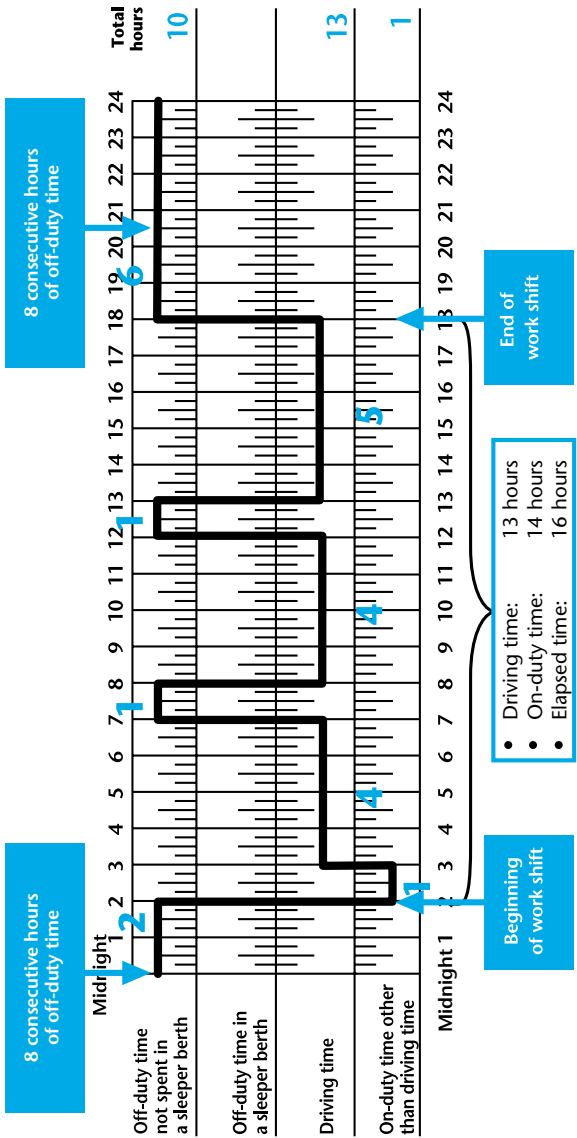 8 consecutive hours
of off-duty time
8 consecutive hours
of off-duty time
Midnight 1 2 3 4 5 6 7 8 9 10 11 12 13 14 15 16 17 18 19 20 21 22 23 24
Total
hours
2 1 1 6
Off-duty time
not spent in
a sleeper berth
10
Off-duty time in
a sleeper berth
Driving time
13
4 4 5
On-duty time other
than driving time
1
1
Midnight 1 2 3 4 5 6 7 8 9 10 11 12 13 14 15 16 17 18 19 20 21 22 23 24
Beginning
of work shift
• Driving time: 13 hours
• On-duty time: 14 hours
• Elapsed time: 16 hours
End of
work shift